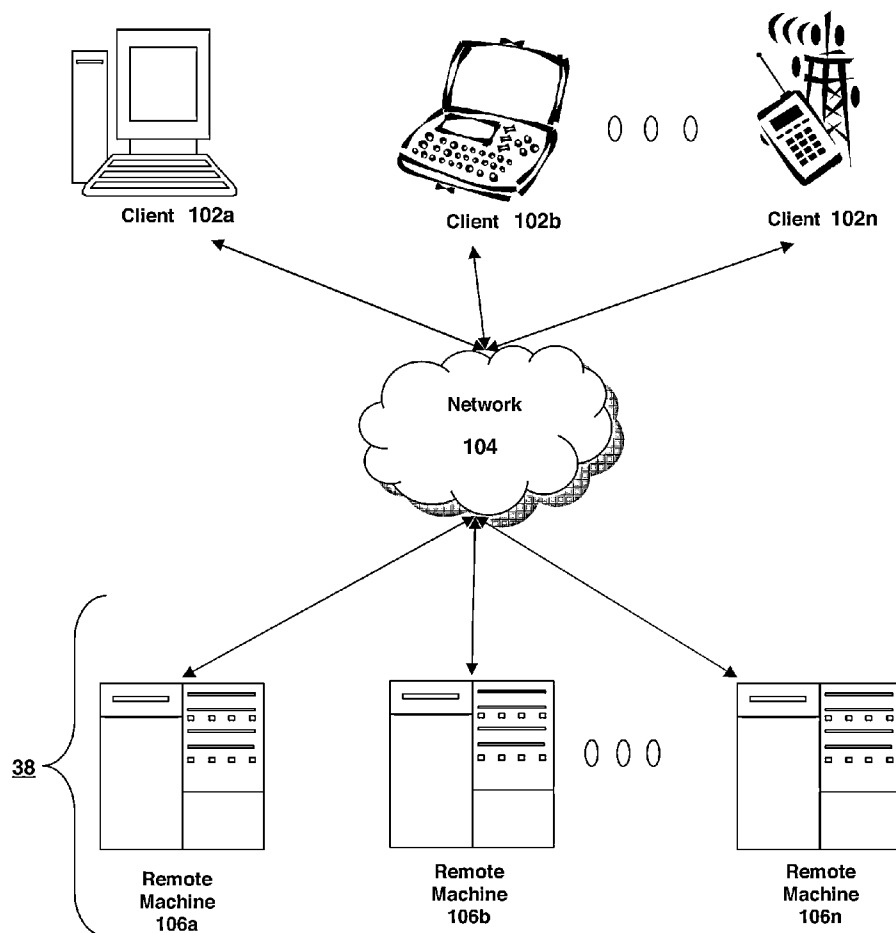 Client 102a
Client 102b
Client 102n
Network
104
38
Remote
Machine
106a
Remote
Machine
106b
Remote
Machine
106n